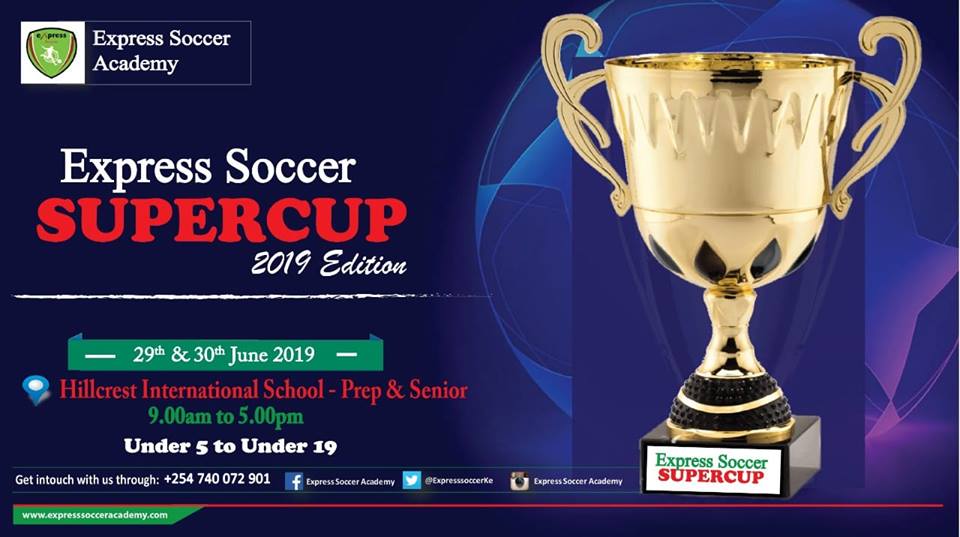 express
Express Soccer
Academy
Express Soccer
SUPERCUP
2019 Edition
29th & 30th June 2019
Hillcrest International School - Prep & Senior
9.00am to 5.00pm
Under 5 to Under 19
Get intouch with us through: +254 740 072 901
Express Soccer Academy
@ExpresssoccerKe
Express Soccer Academy
www.expresssocceracademy.com
Express Soccer
SUPERCUP